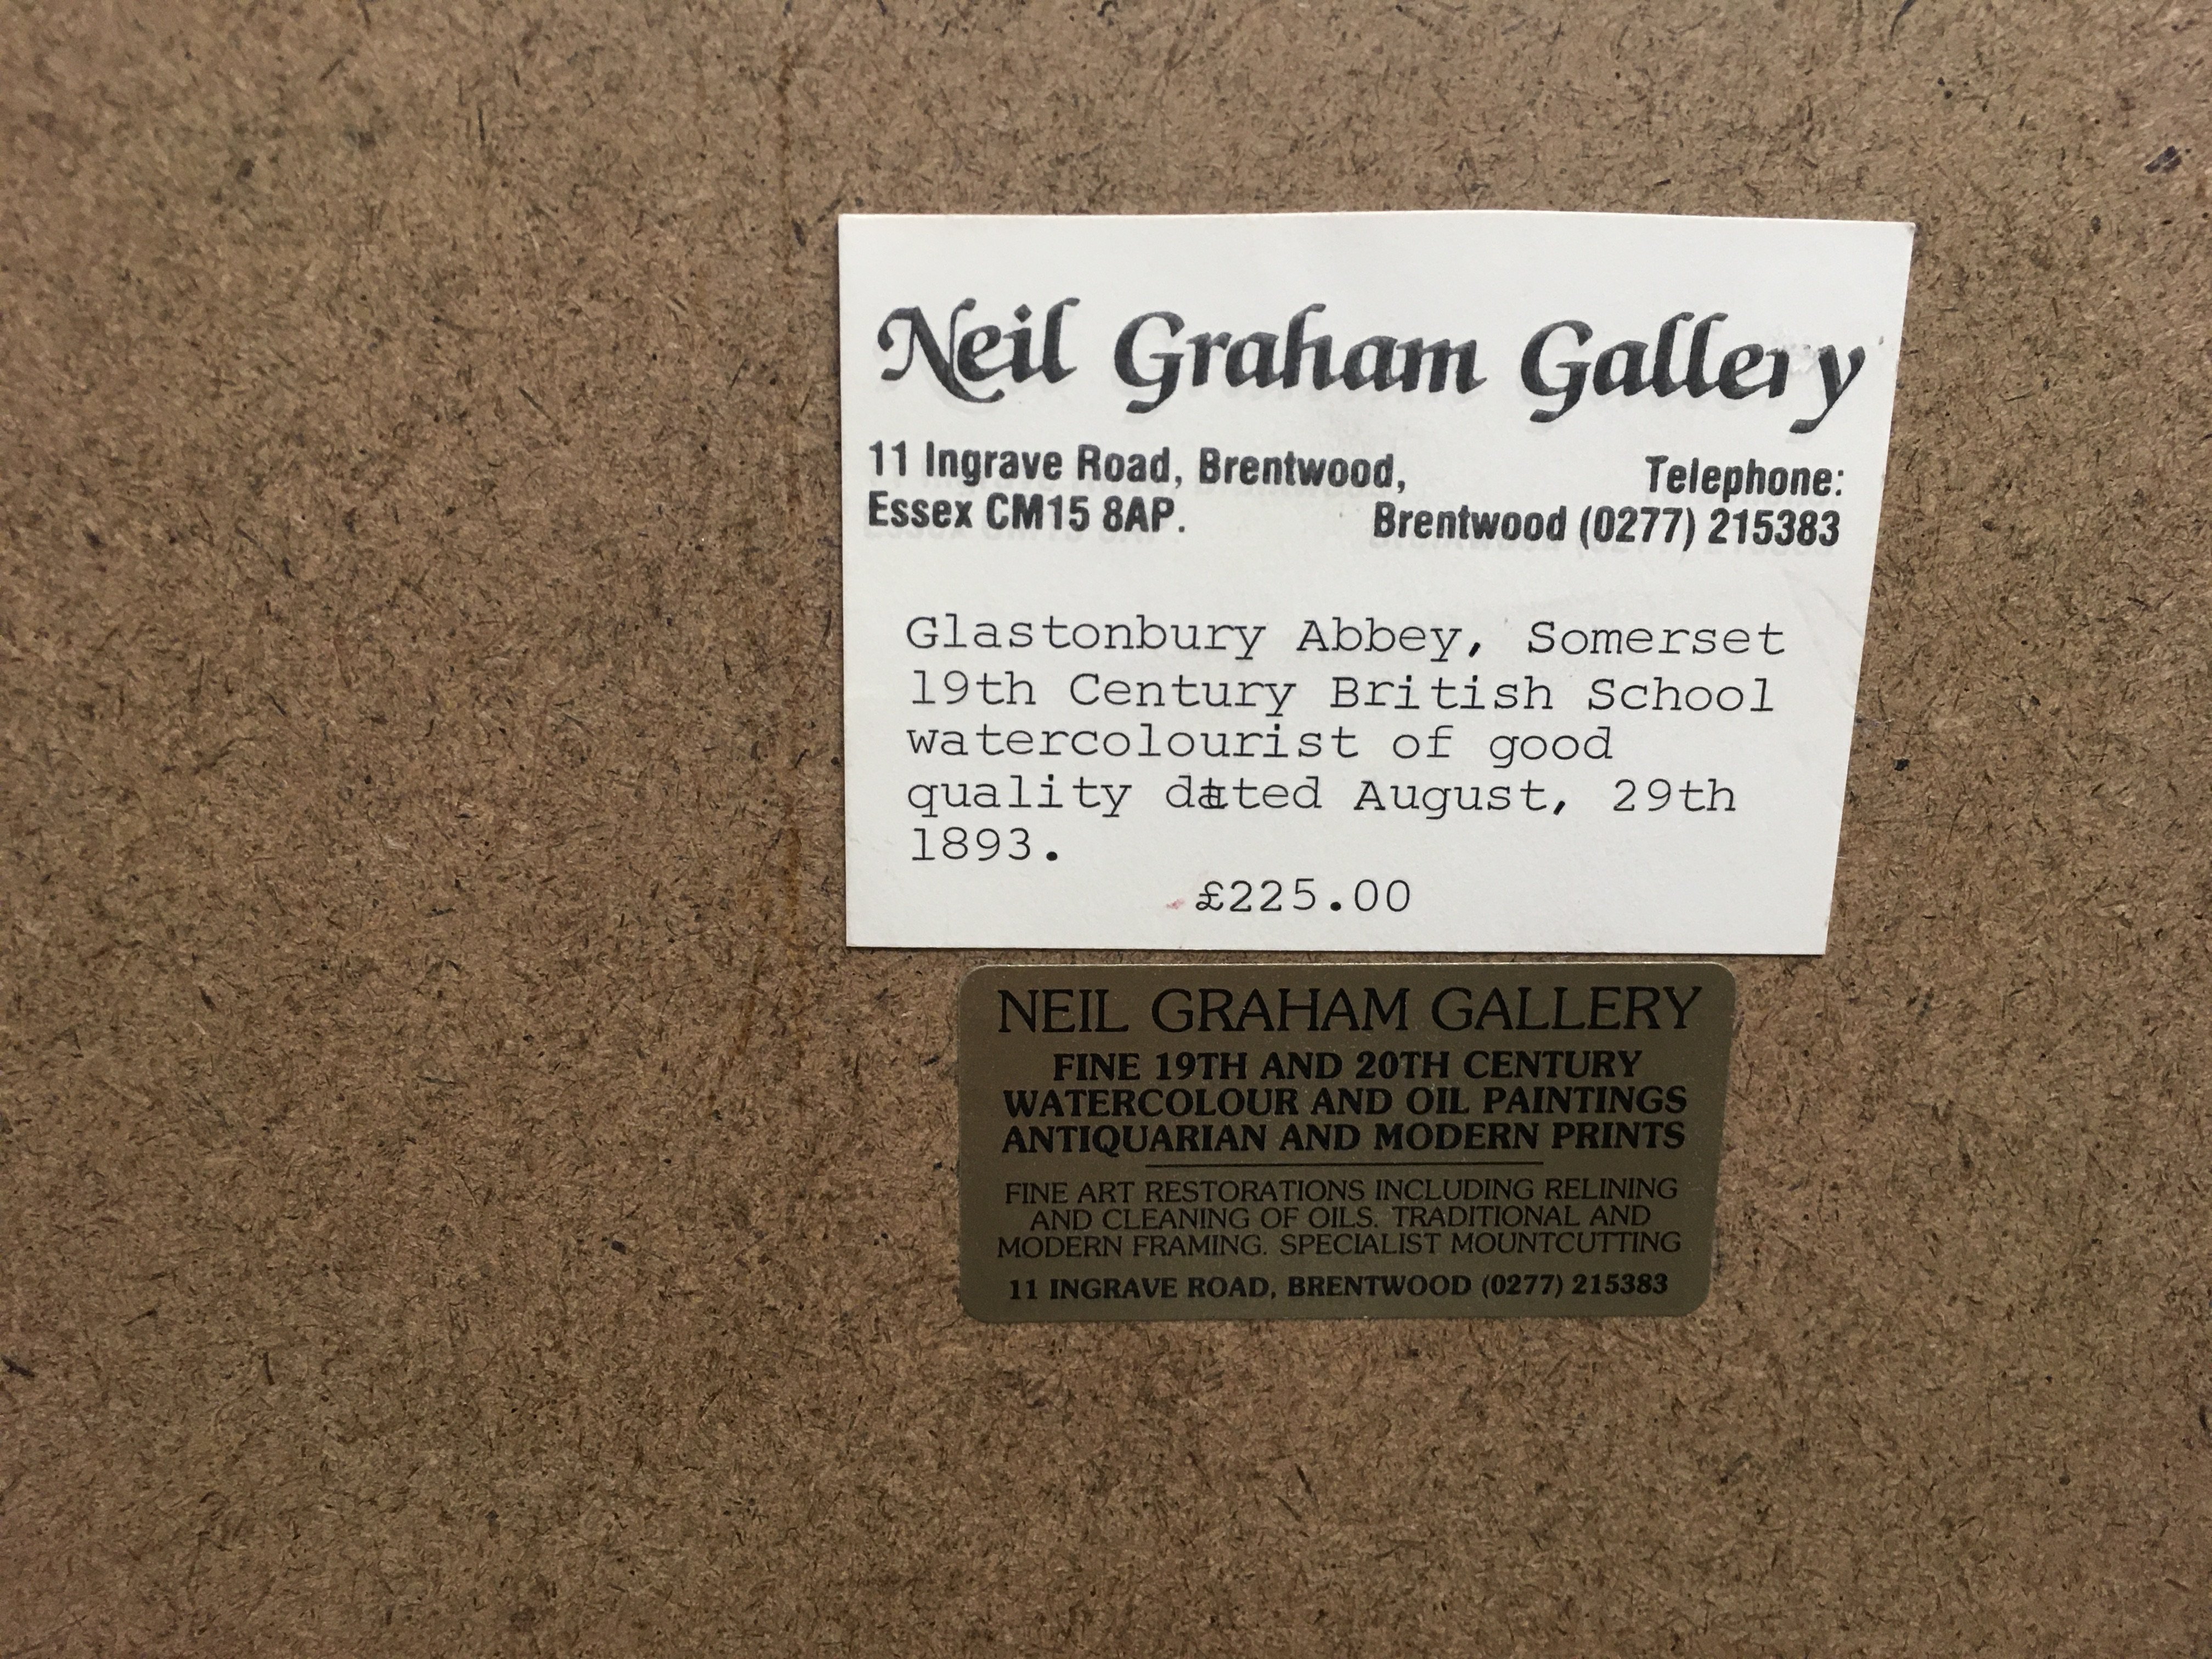 Neil Graham Gallery
11 Ingrave Road, Brentwood,
Essex CM15 8AP.
Telephone:
Brentwood (0277) 215383
Glastonbury Abbey, Somerset
19th Century British School
watercolourist of good
quality dated August, 29th
1893.
£225.00
NEIL GRAHAM GALLERY
FINE 19TH AND 20TH CENTURY
WATERCOLOUR AND OIL PAINTINGS
ANTIQUARIAN AND MODERN PRINTS
FINE ART RESTORATIONS INCLUDING RELINING
AND CLEANING OF OILS. TRADITIONAL AND
MODERN FRAMING. SPECIALIST MOUNTCUTTING
11 INGRAVE ROAD, BRENTWOOD (0277) 215383